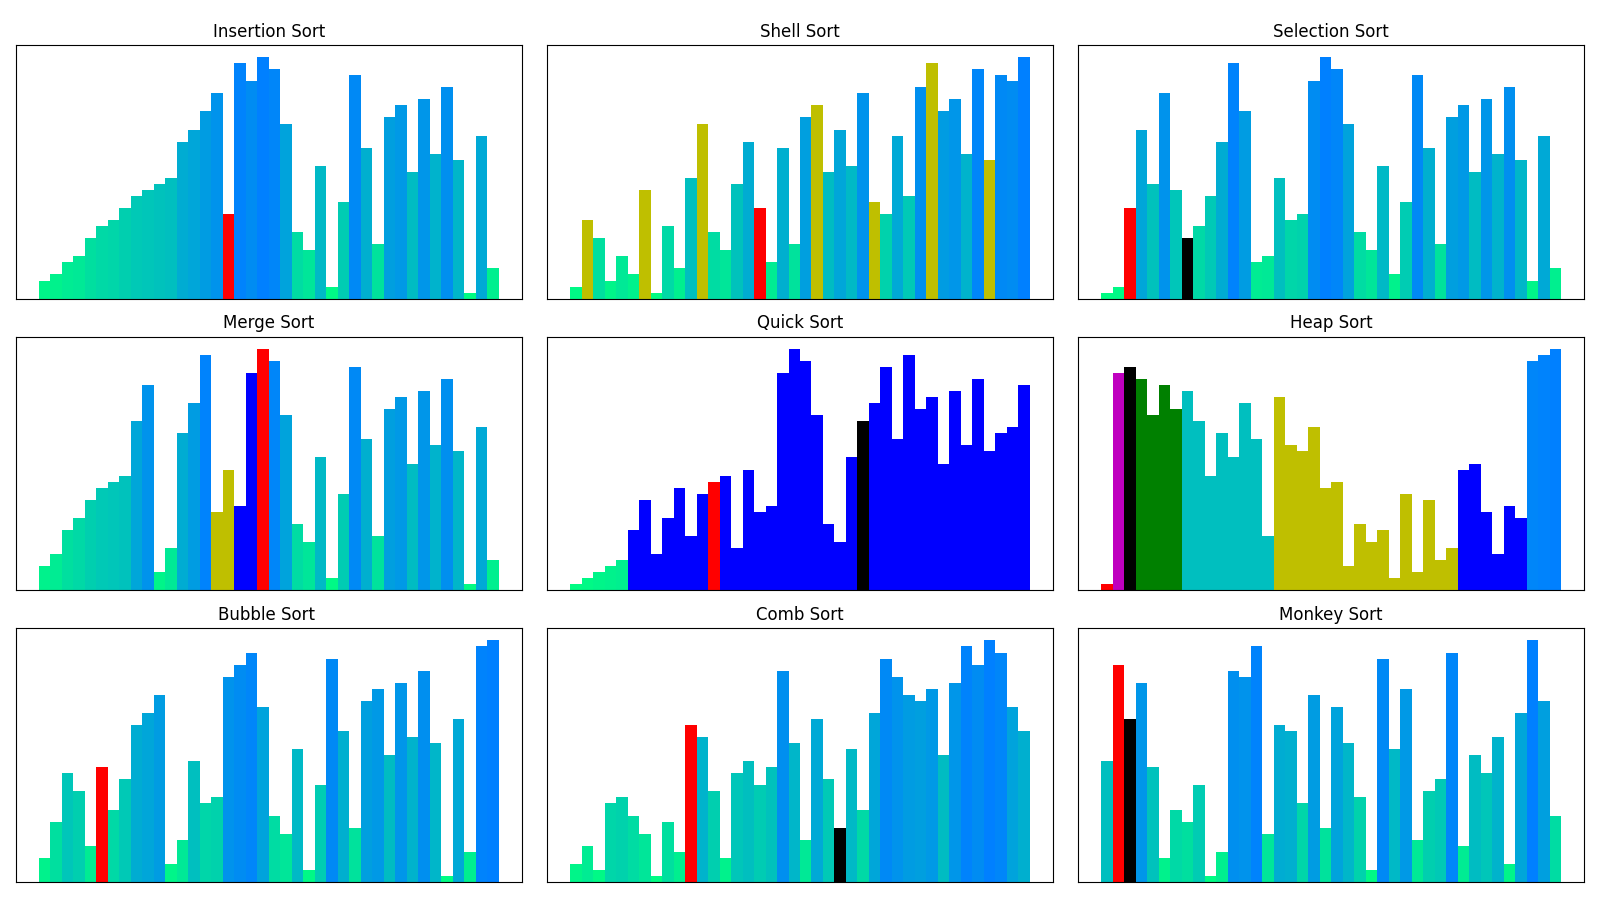 Insertion Sort
Shell Sort
Selection Sort
Merge Sort
Quick Sort
Heap Sort
Bubble Sort
Comb Sort
Monkey Sort